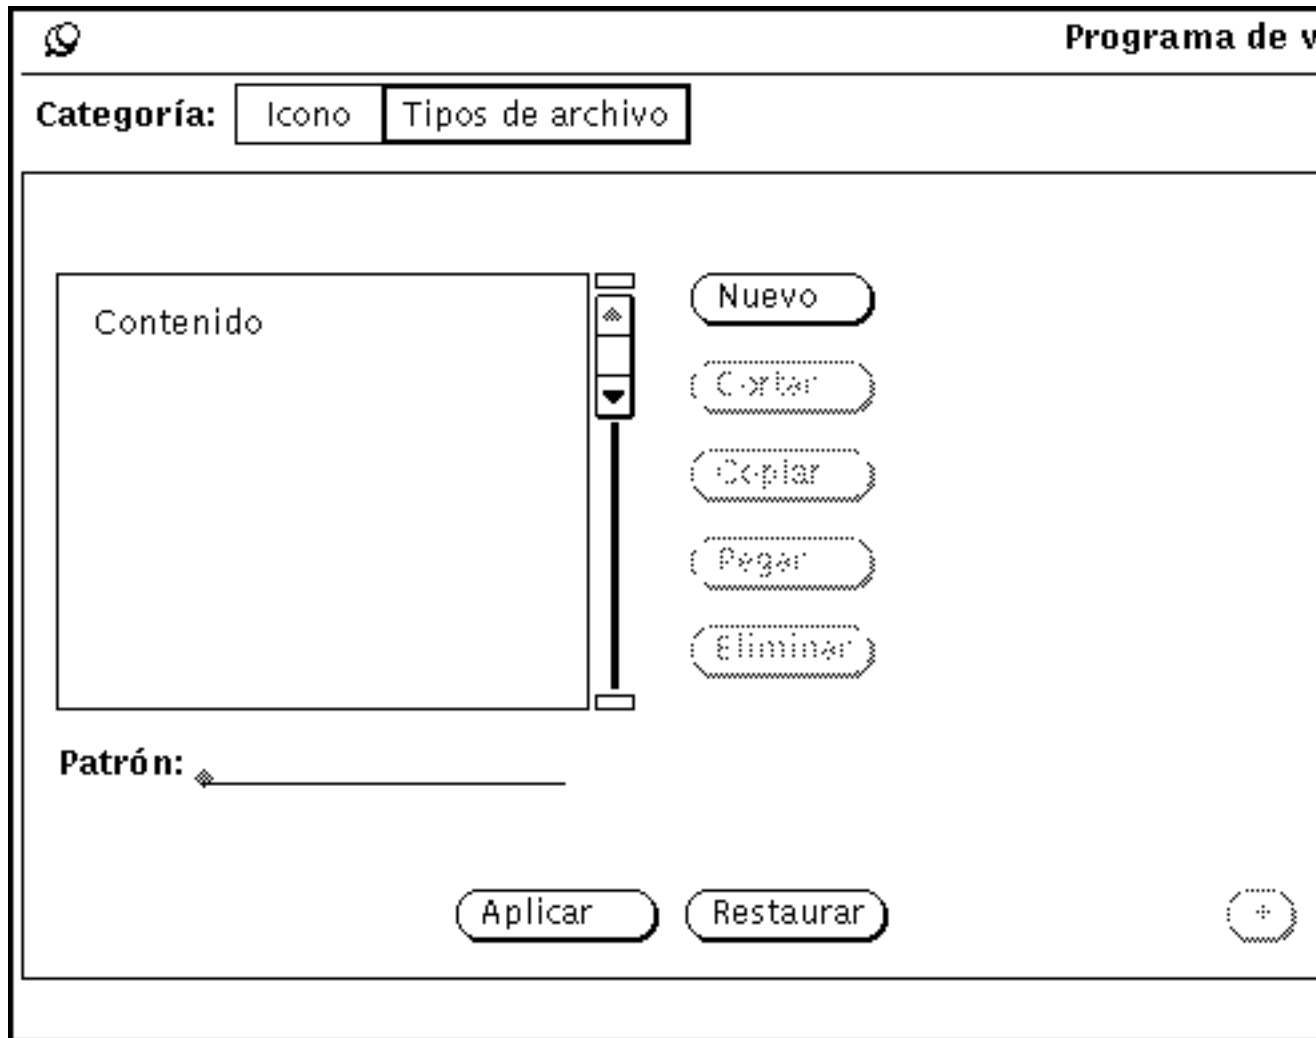 Programa de v
Categoría: Icono Tipos de archivo
Contenido
Nuevo
Cortar
Copiar
Pegar
Eliminar
Patrón:
Aplicar Restaurar +